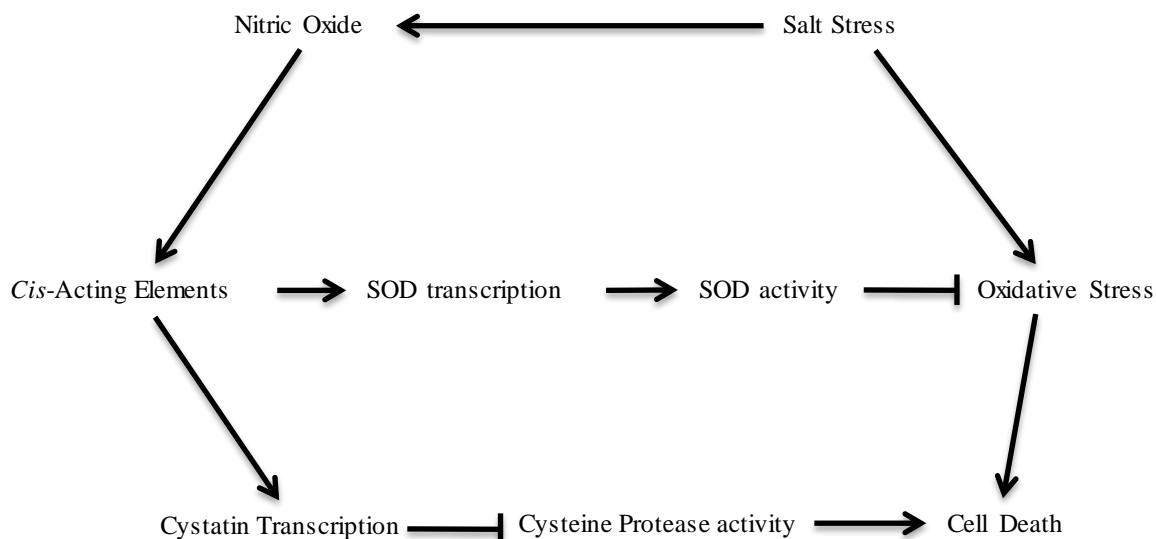 Nitric Oxide
Salt Stress
Cis-Acting Elements
SOD transcription
SOD activity
Oxidative Stress
Cystatin Transcription
Cysteine Protease activity
Cell Death